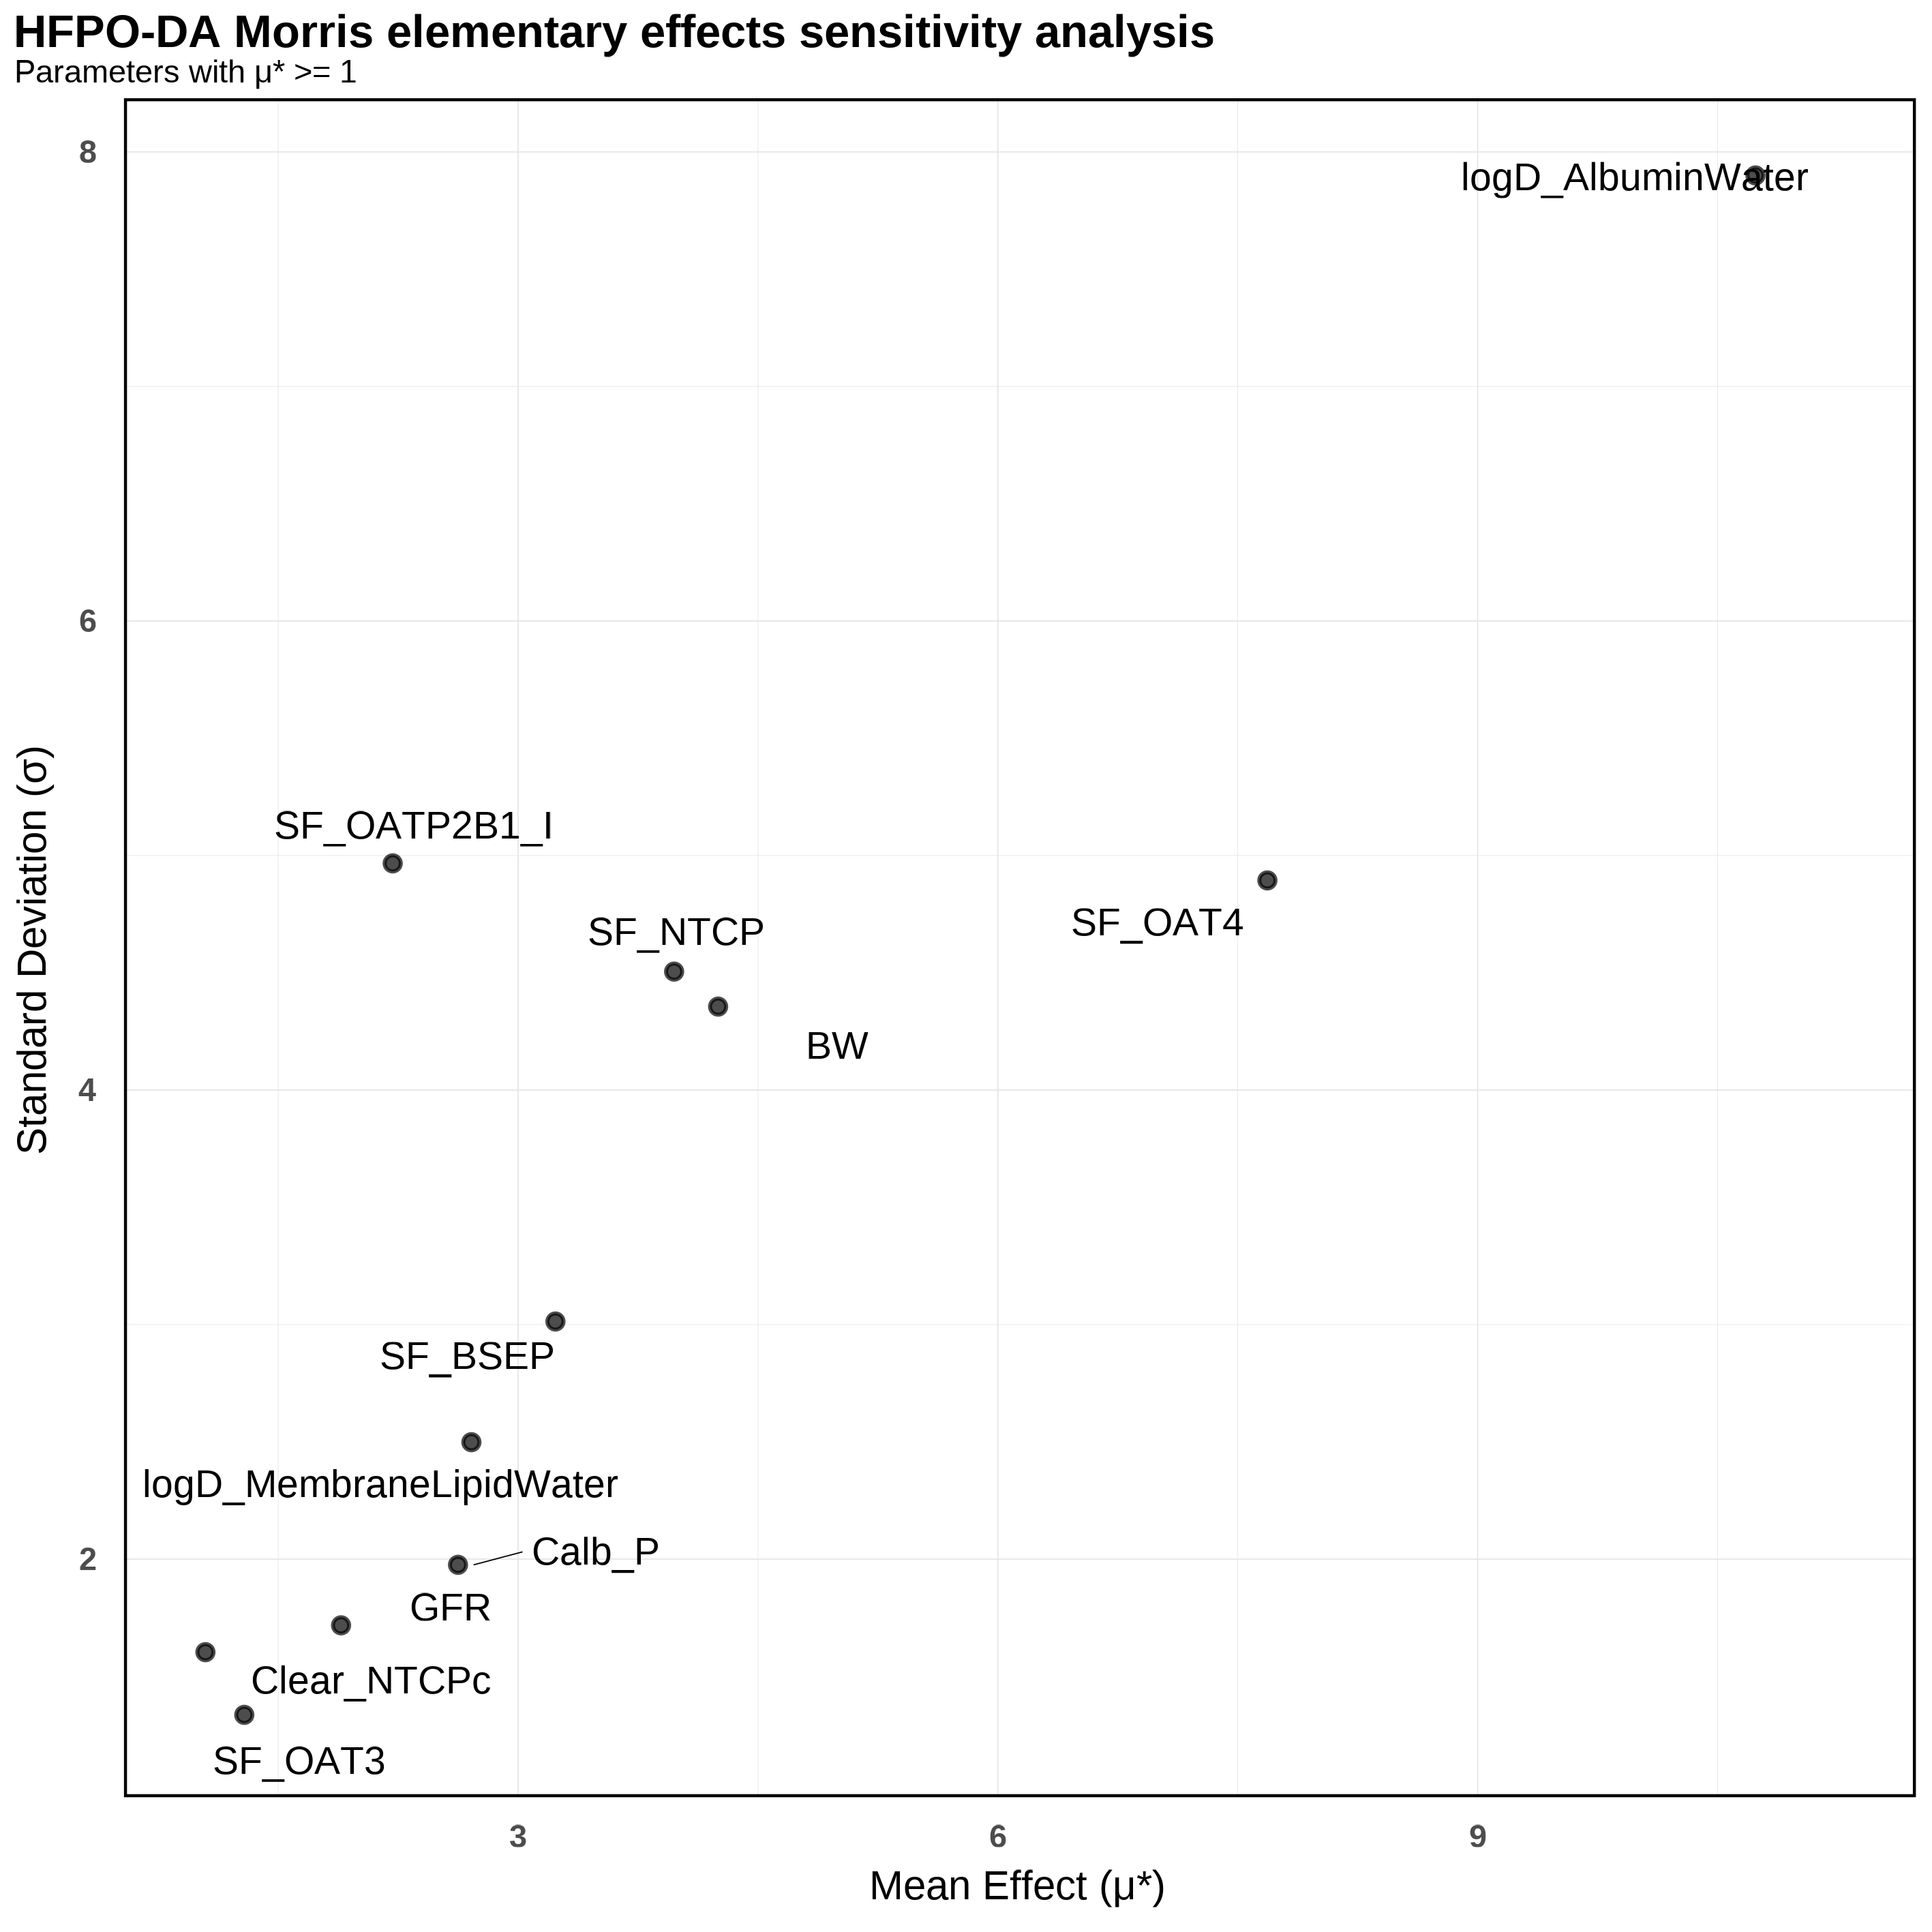 HFPO-DA Morris elementary effects sensitivity analysis
Parameters with μ* >= 1
8
logD_AlbuminWater
6
Standard Deviation (σ)
SF_OATP2B1_I
SF_NTCP
SF_OAT4
BW
4
SF_BSEP
logD_MembraneLipidWater
Calb_P
2
GFR
Clear_NTCPc
SF_OAT3
3
6
9
Mean Effect (μ*)